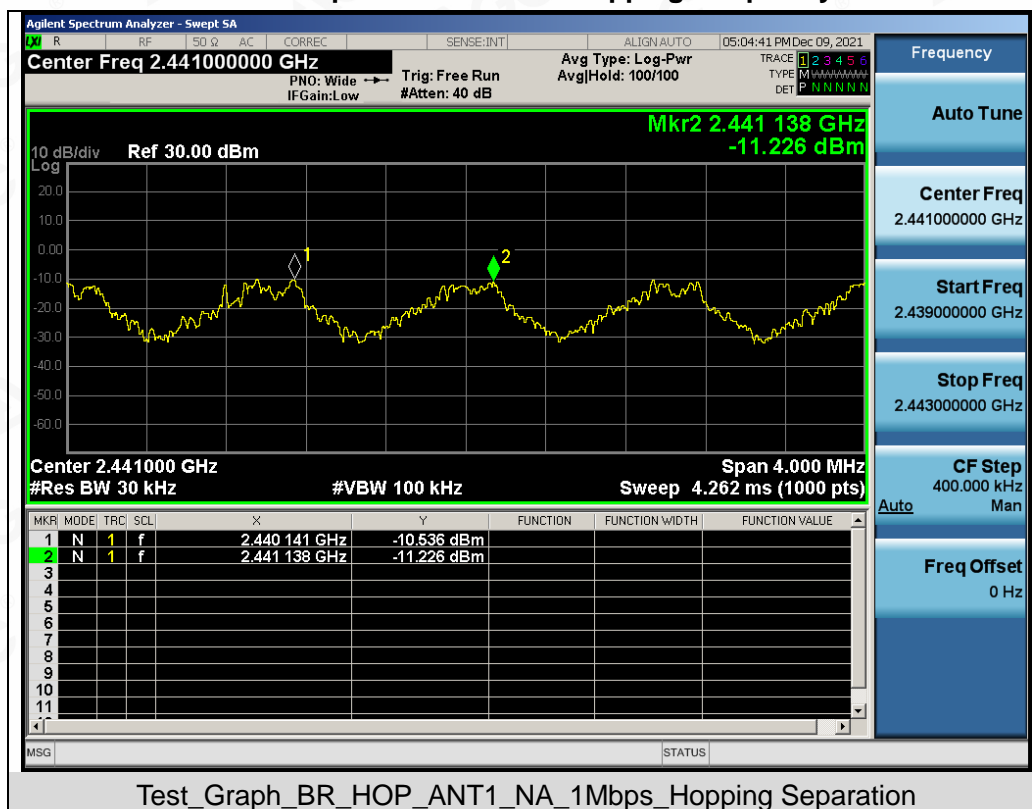 Agilent Spectrum Analyzer - Swept SA
LXI R RF 50 Ω AC CORREC SENSE:INT ALIGN AUTO 05:04:41 PM Dec 09, 2021
Center Freq 2.441000000 GHz
PNO: Wide
IFGain:Low
Trig: Free Run
#Atten: 40 dB
Avg Type: Log-Pwr
Avg|Hold: 100/100
TRACE 1 2 3 4 5 6
TYPE M
DET P N N N N N
Mkr2 2.441 138 GHz
-11.226 dBm
10 dB/div Ref 30.00 dBm
Log
20.0
10.0
0.00
-10.0
-20.0
-30.0
-40.0
-50.0
-60.0
1
2
Center 2.441000 GHz Span 4.000 MHz
#Res BW 30 kHz #VBW 100 kHz Sweep 4.262 ms (1000 pts)
MKR MODE TRC SCL X Y FUNCTION FUNCTION WIDTH FUNCTION VALUE
1 N 1 f 2.440 141 GHz -10.536 dBm
2 N 1 f 2.441 138 GHz -11.226 dBm
3
4
5
6
7
8
9
10
11
MSG STATUS
Frequency
Auto Tune
Center Freq
2.441000000 GHz
Start Freq
2.439000000 GHz
Stop Freq
2.443000000 GHz
CF Step
400.000 kHz
Auto Man
Freq Offset
0 Hz
Test_Graph_BR_HOP_ANT1_NA_1Mbps_Hopping Separation